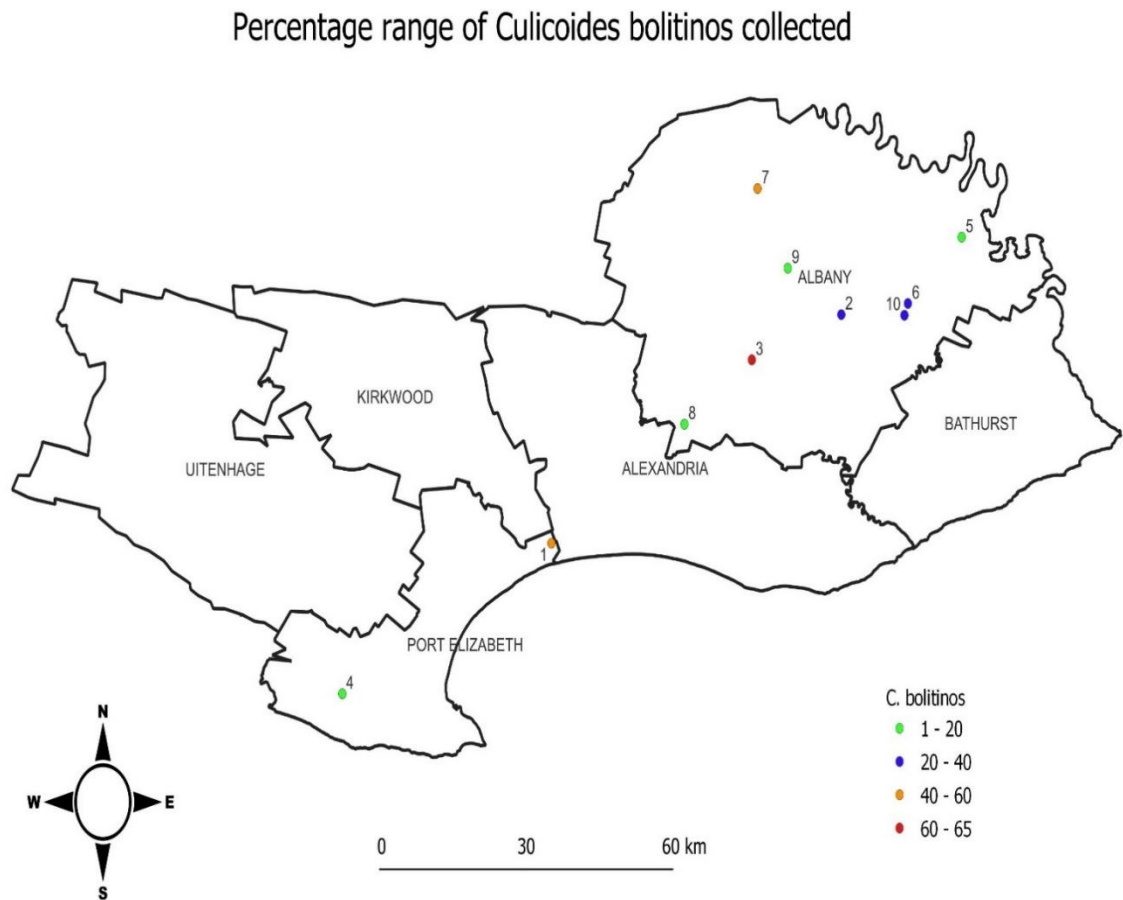 Percentage range of Culicoides bolitinos collected
7
5
9
ALBANY
6
2
10
3
KIRKWOOD
8
BATHURST
UITENHAGE
ALEXANDRIA
1
PORT ELIZABETH
4
C. bolitinos
1 - 20
20 - 40
40 - 60
60 - 65
N
W
E
S
0 30 60 km